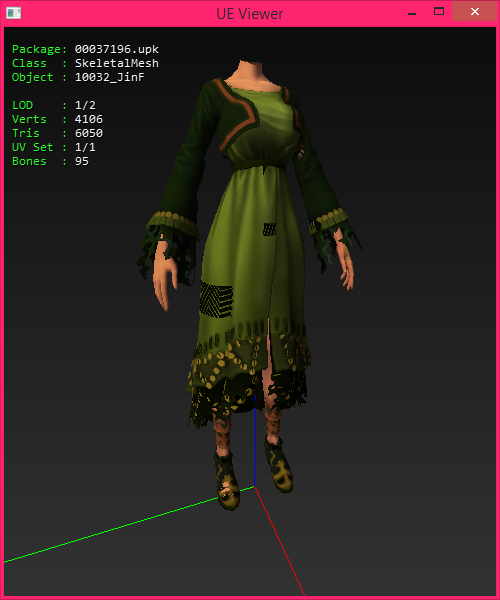 UE Viewer
Package: 00037196.upk
Class  : SkeletalMesh
Object : 10032_JinF
LOD    : 1/2
Verts  : 4106
Tris   : 6050
UV Set : 1/1
Bones  : 95